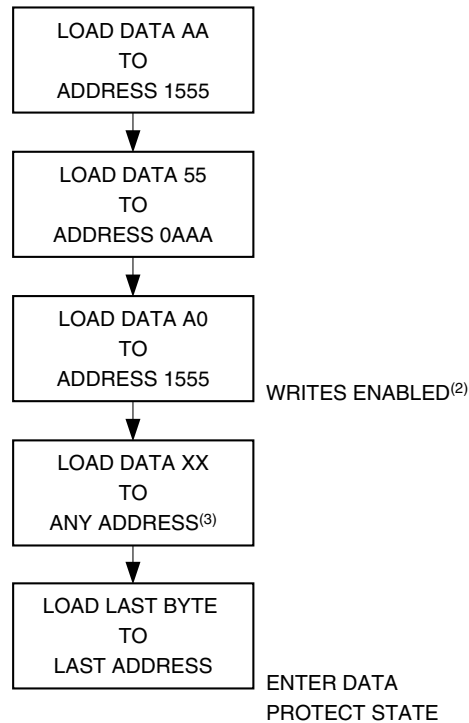 LOAD DATA AA
TO
ADDRESS 1555
LOAD DATA 55
TO
ADDRESS 0AAA
LOAD DATA A0
TO
ADDRESS 1555
WRITES ENABLED(2)
LOAD DATA XX
TO
ANY ADDRESS(3)
LOAD LAST BYTE
TO
LAST ADDRESS
ENTER DATA
PROTECT STATE